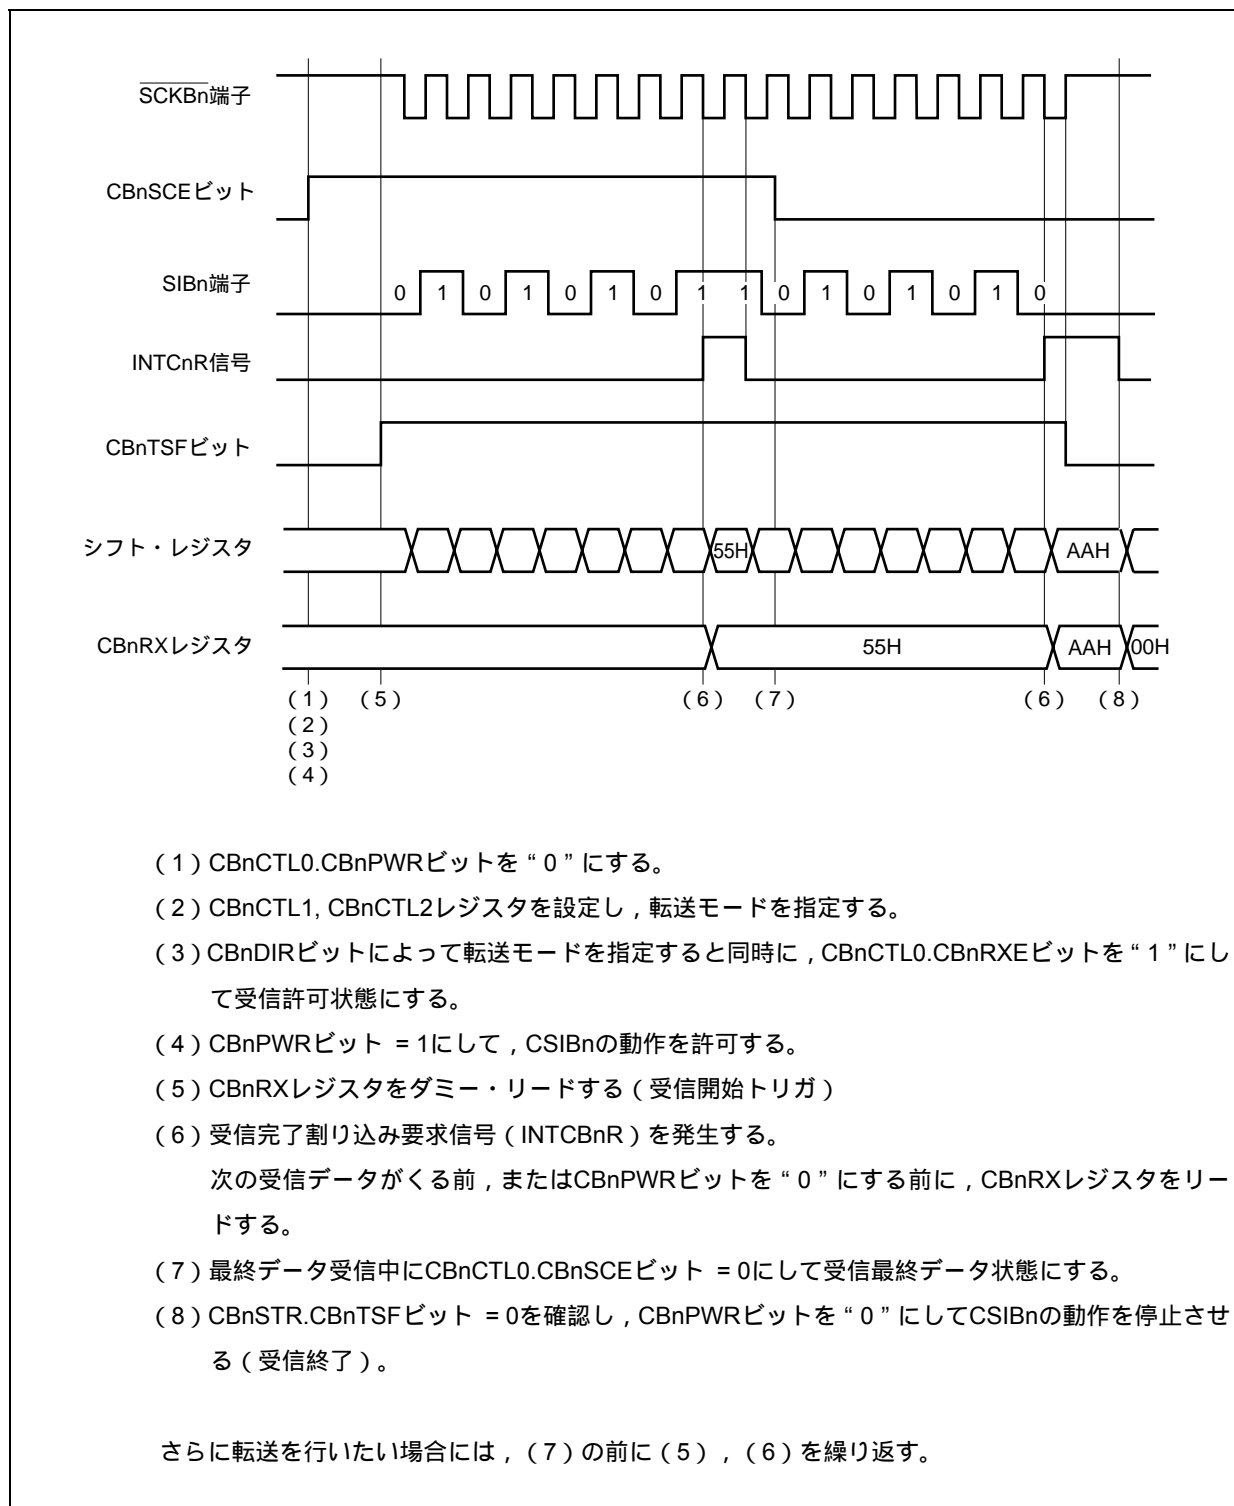 SCKBn端子
CBnSCEビット
SIBn端子
0 1 0 1 0 1 0 1 1 0 1 0 1 0 1 0
INTCnR信号
CBnTSFビット
シフト・レジスタ
55H AAH
CBnRXレジスタ
55H AAH 00H
(1) (5) (6) (7) (6) (8)
(2)
(3)
(4)
(1)CBnCTL0.CBnPWRビットを“0”にする。
(2)CBnCTL1, CBnCTL2レジスタを設定し,転送モードを指定する。
(3)CBnDIRビットによって転送モードを指定すると同時に,CBnCTL0.CBnRXEビットを“1”にし
て受信許可状態にする。
(4)CBnPWRビット = 1にして,CSIBnの動作を許可する。
(5)CBnRXレジスタをダミー・リードする(受信開始トリガ)
(6)受信完了割り込み要求信号(INTCBnR)を発生する。
次の受信データがくる前,またはCBnPWRビットを“0”にする前に,CBnRXレジスタをリー
ドする。
(7)最終データ受信中にCBnCTL0.CBnSCEビット = 0にして受信最終データ状態にする。
(8)CBnSTR.CBnTSFビット = 0を確認し,CBnPWRビットを“0”にしてCSIBnの動作を停止させ
る(受信終了)。
さらに転送を行いたい場合には,(7)の前に(5),(6)を繰り返す。